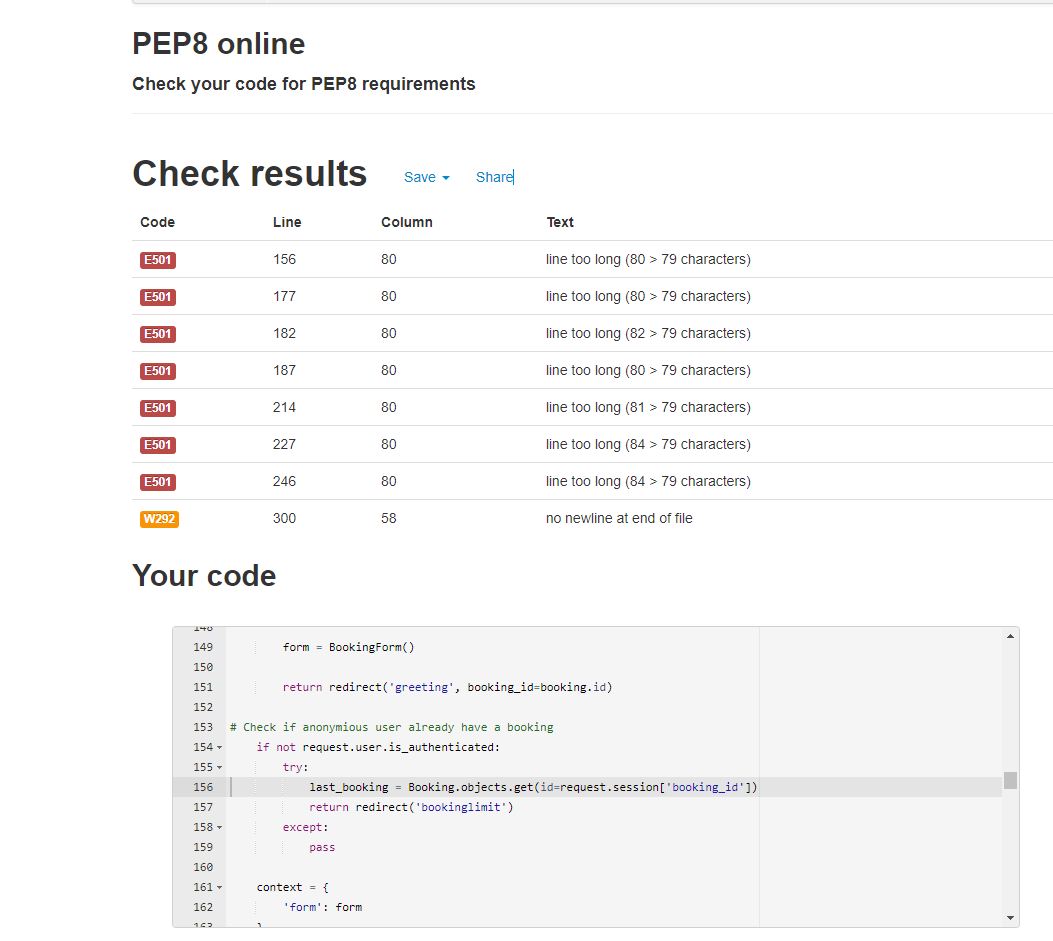 PEP8 online
Check your code for PEP8 requirements
Check results Save Share
Code Line Column Text
E501 156 80 line too long (80 > 79 characters)
E501 177 80 line too long (80 > 79 characters)
E501 182 80 line too long (82 > 79 characters)
E501 187 80 line too long (80 > 79 characters)
E501 214 80 line too long (81 > 79 characters)
E501 227 80 line too long (84 > 79 characters)
E501 246 80 line too long (84 > 79 characters)
W292 300 58 no newline at end of file
Your code
148
149 form = BookingForm()
150
151 return redirect('greeting', booking_id=booking.id)
152
153 # Check if anonymious user already have a booking
154 if not request.user.is_authenticated:
155 try:
156 last_booking = Booking.objects.get(id=request.session['booking_id'])
157 return redirect('bookinglimit')
158 except:
159 pass
160
161 context = {
162 'form': form
163 }